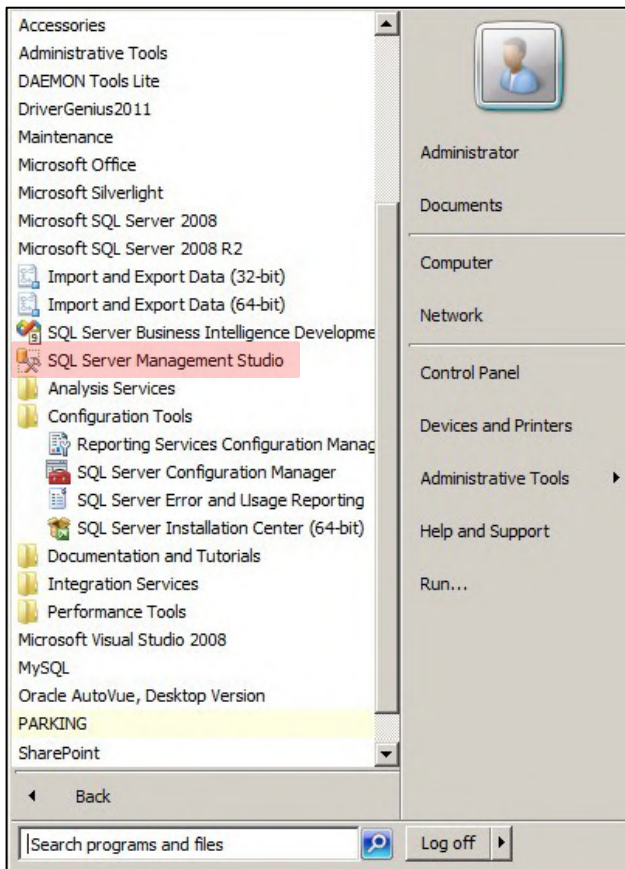 Accessories
Administrative Tools
DAEMON Tools Lite
DriverGenius2011
Maintenance
Microsoft Office
Microsoft Silverlight
Microsoft SQL Server 2008
Microsoft SQL Server 2008 R2
Import and Export Data (32-bit)
Import and Export Data (64-bit)
SQL Server Business Intelligence Developme
SQL Server Management Studio
Analysis Services
Configuration Tools
Reporting Services Configuration Manag
SQL Server Configuration Manager
SQL Server Error and Usage Reporting
SQL Server Installation Center (64-bit)
Documentation and Tutorials
Integration Services
Performance Tools
Microsoft Visual Studio 2008
MySQL
Oracle AutoVue, Desktop Version
PARKING
SharePoint
Back
Search programs and files
Administrator
Documents
Computer
Network
Control Panel
Devices and Printers
Administrative Tools
Help and Support
Run...
Log off